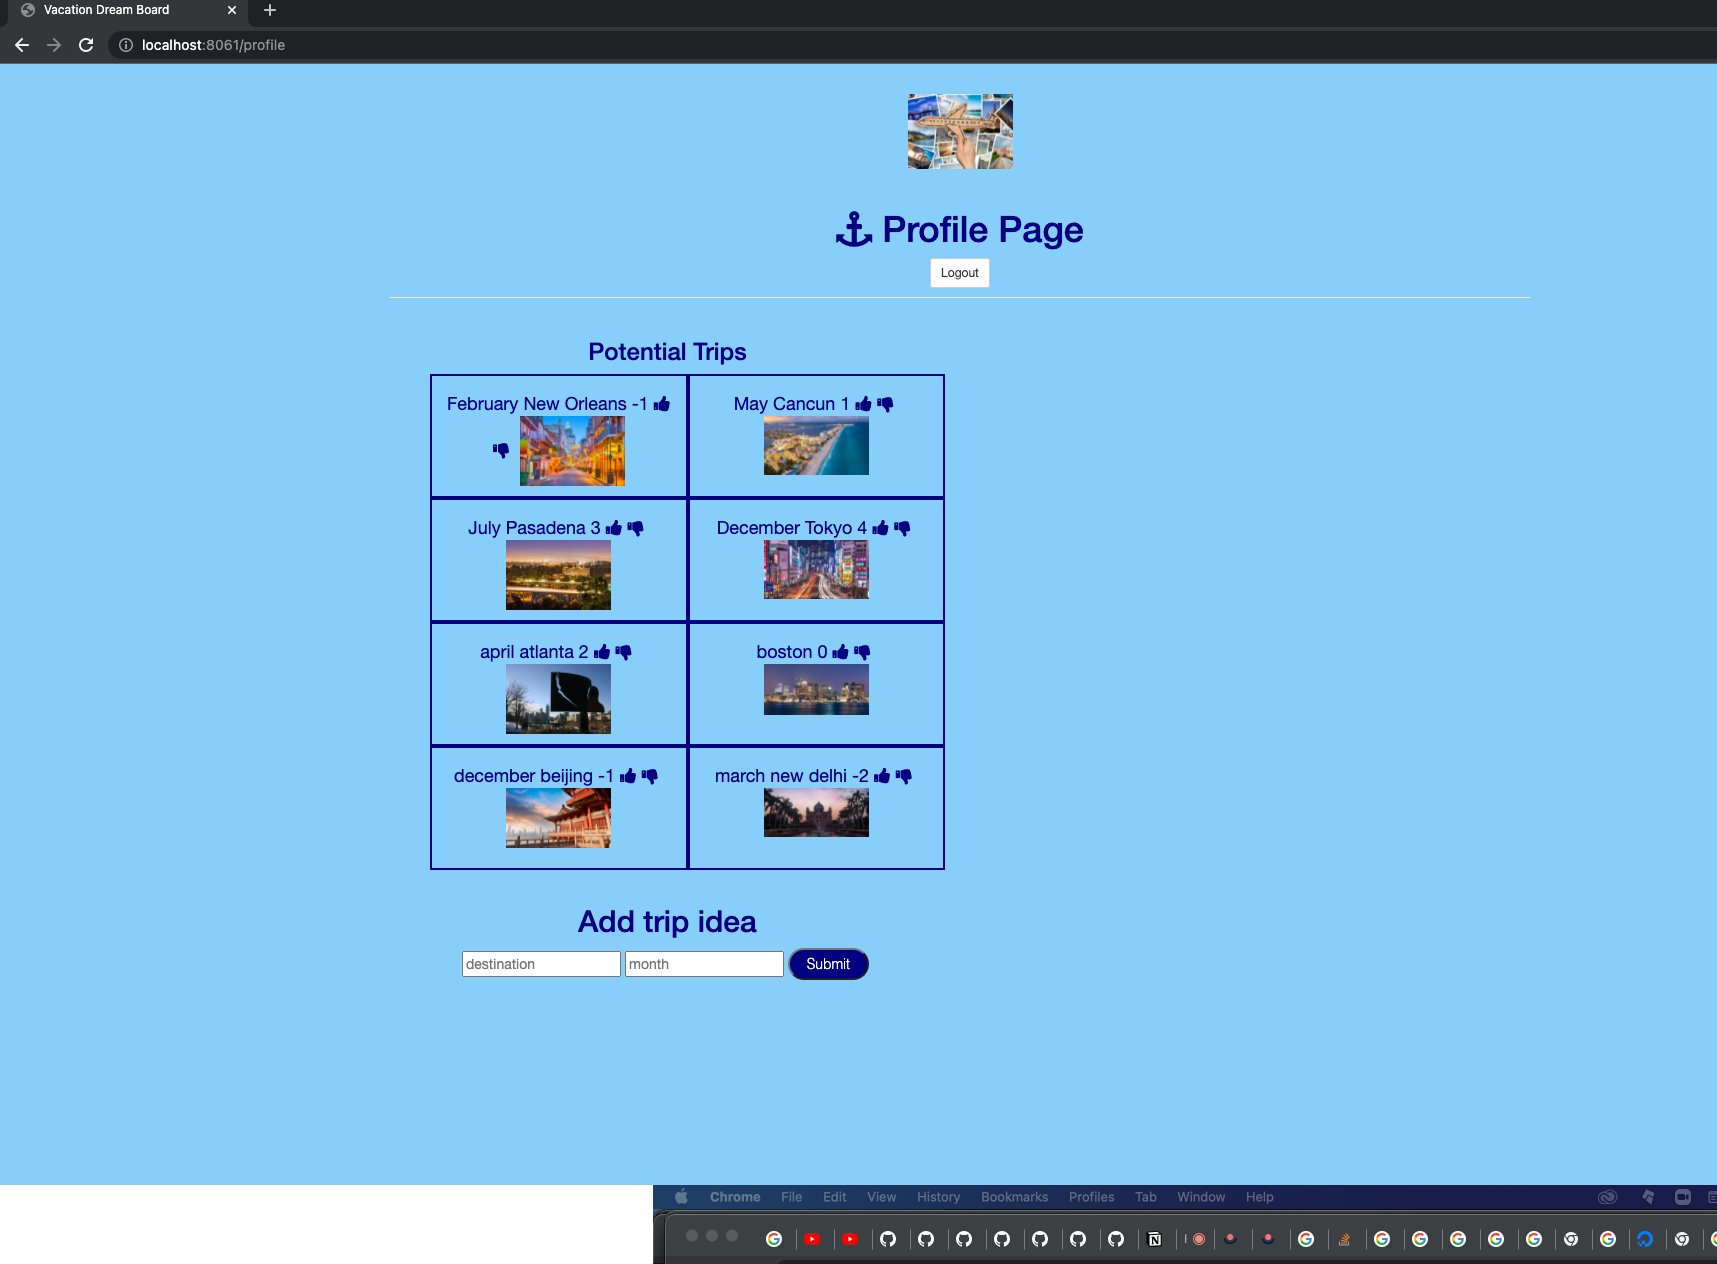 Vacation Dream Board
localhost:8061/profile
Profile Page
Logout
Potential Trips
February New Orleans -1
May Cancun 1
July Pasadena 3
December Tokyo 4
april atlanta 2
boston 0
december beijing -1
march new delhi -2
Add trip idea
destination
month
Submit
Chrome File Edit View History Bookmarks Profiles Tab Window Help